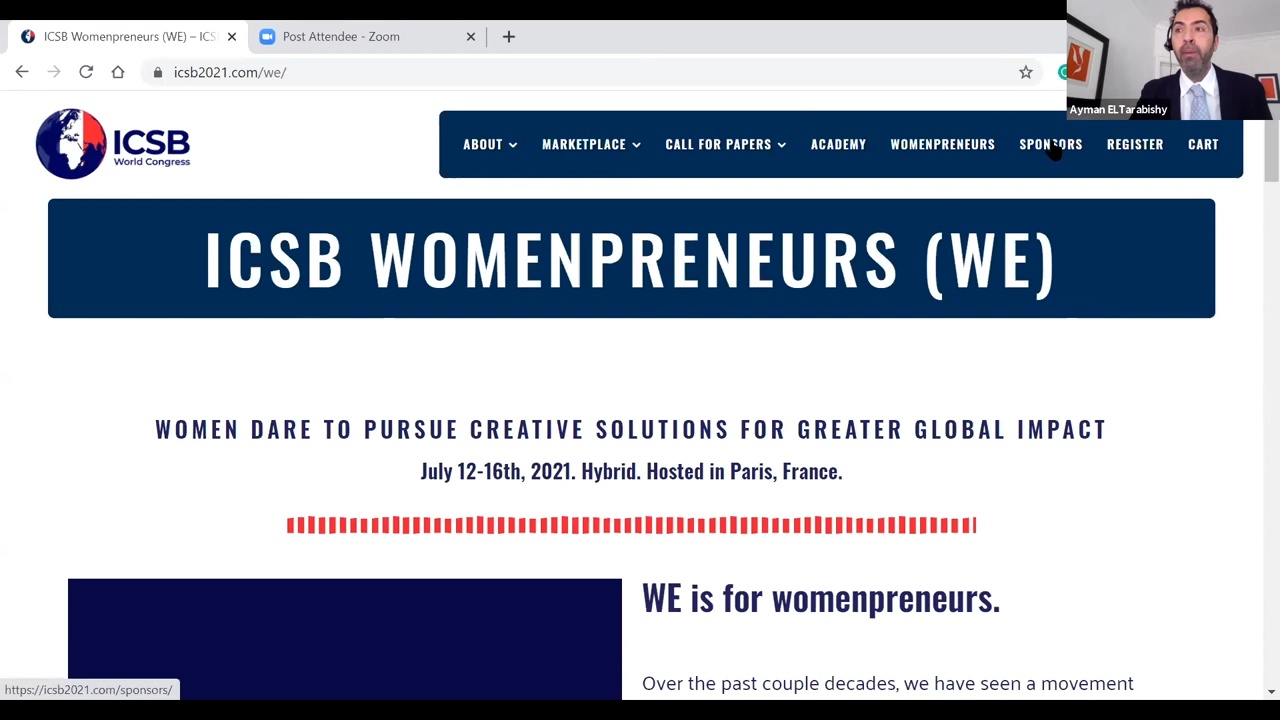 ICSB Womenpreneurs (WE) – ICS
Post Attendee - Zoom
icsb2021.com/we/
Ayman ELTarabishy
ICSB
World Congress
ABOUT
MARKETPLACE
CALL FOR PAPERS
ACADEMY
WOMENPRENEURS
SPONSORS
REGISTER
CART
ICSB WOMENPRENEURS (WE)
WOMEN DARE TO PURSUE CREATIVE SOLUTIONS FOR GREATER GLOBAL IMPACT
July 12-16th, 2021. Hybrid. Hosted in Paris, France.
WE is for womenpreneurs.
Over the past couple decades, we have seen a movement
https://icsb2021.com/sponsors/